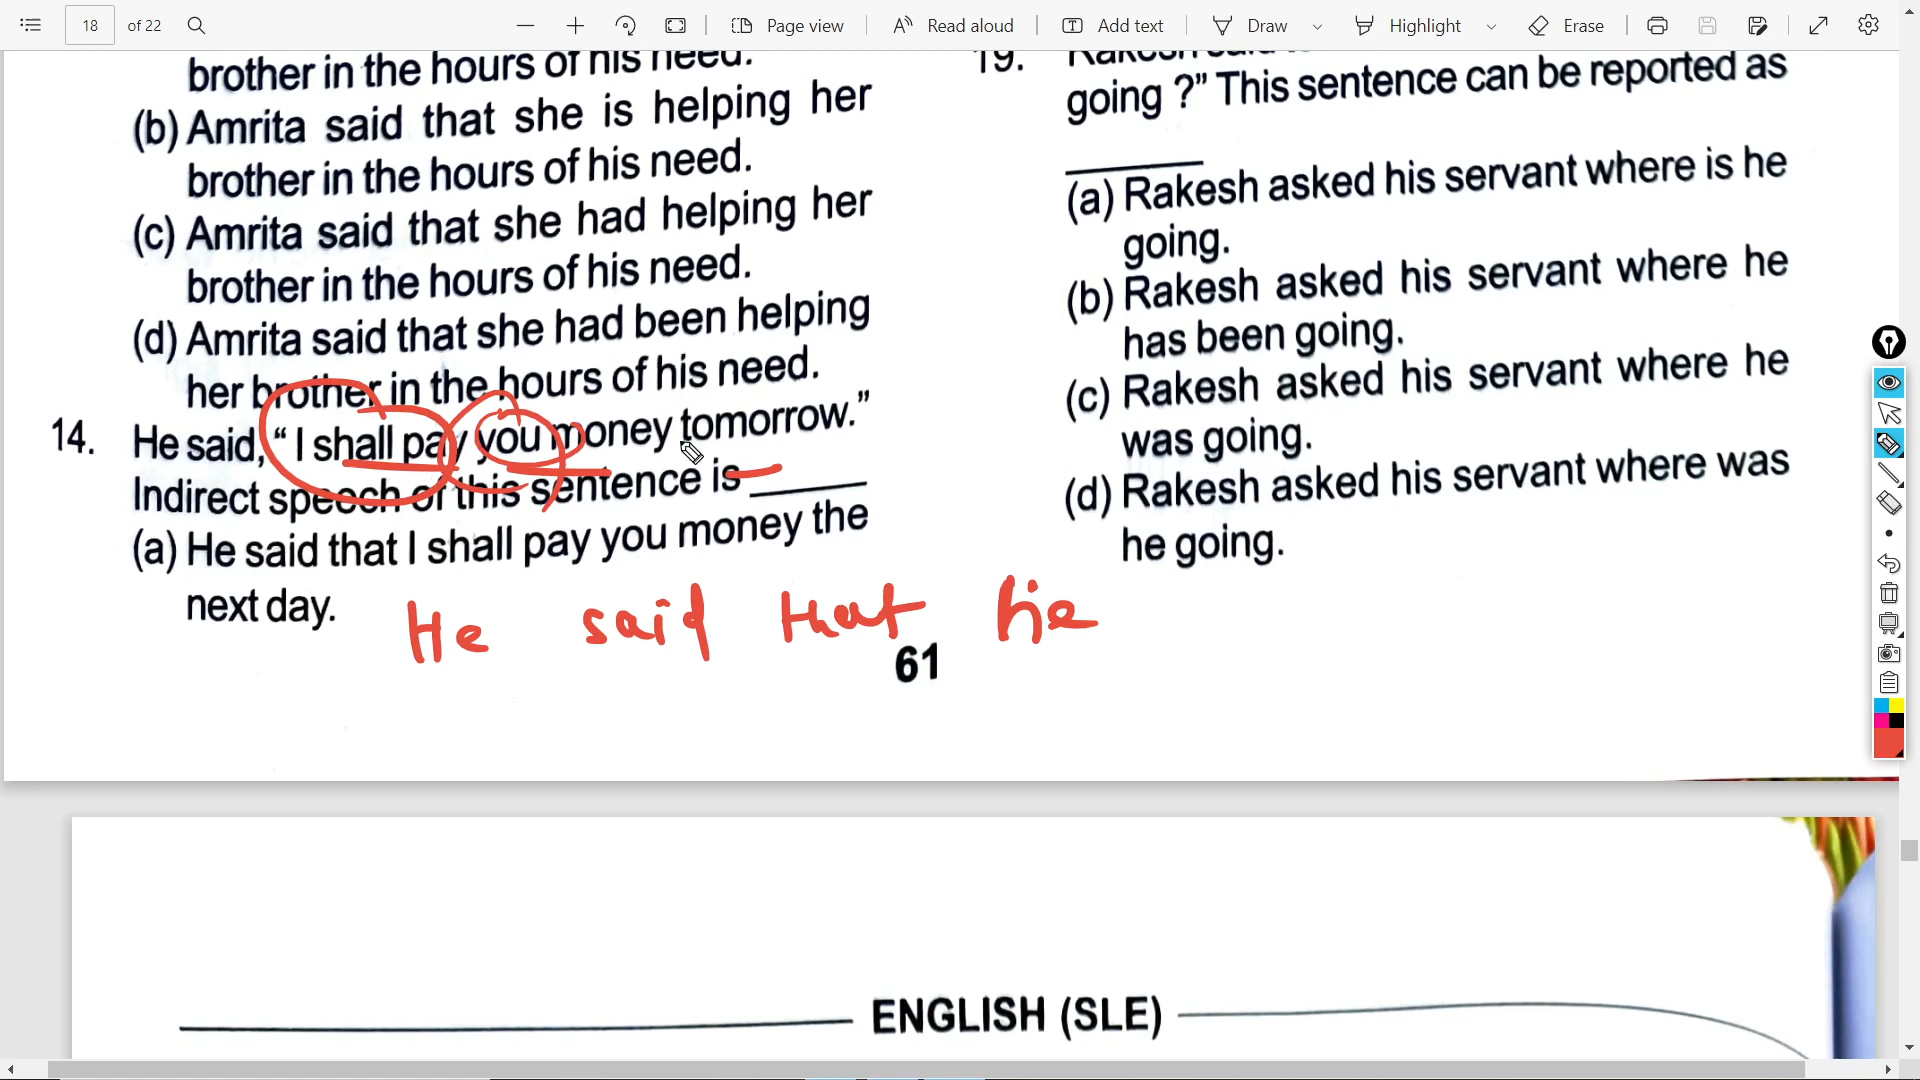 18 of 22 Page view Read aloud Add text Draw Highlight Erase
brother in the hours of his need.
(b) Amrita said that she is helping her
brother in the hours of his need.
(c) Amrita said that she had helping her
brother in the hours of his need.
(d) Amrita said that she had been helping
her brother in the hours of his need.
14. He said, “ I shall pay you money tomorrow.”
Indirect speech of this sentence is ______
(a) He said that I shall pay you money the
next day.
He said that he
19. Rakesh said
going ?” This sentence can be reported as
______
(a) Rakesh asked his servant where is he
going.
(b) Rakesh asked his servant where he
has been going.
(c) Rakesh asked his servant where he
was going.
(d) Rakesh asked his servant where was
he going.
61
ENGLISH (SLE)